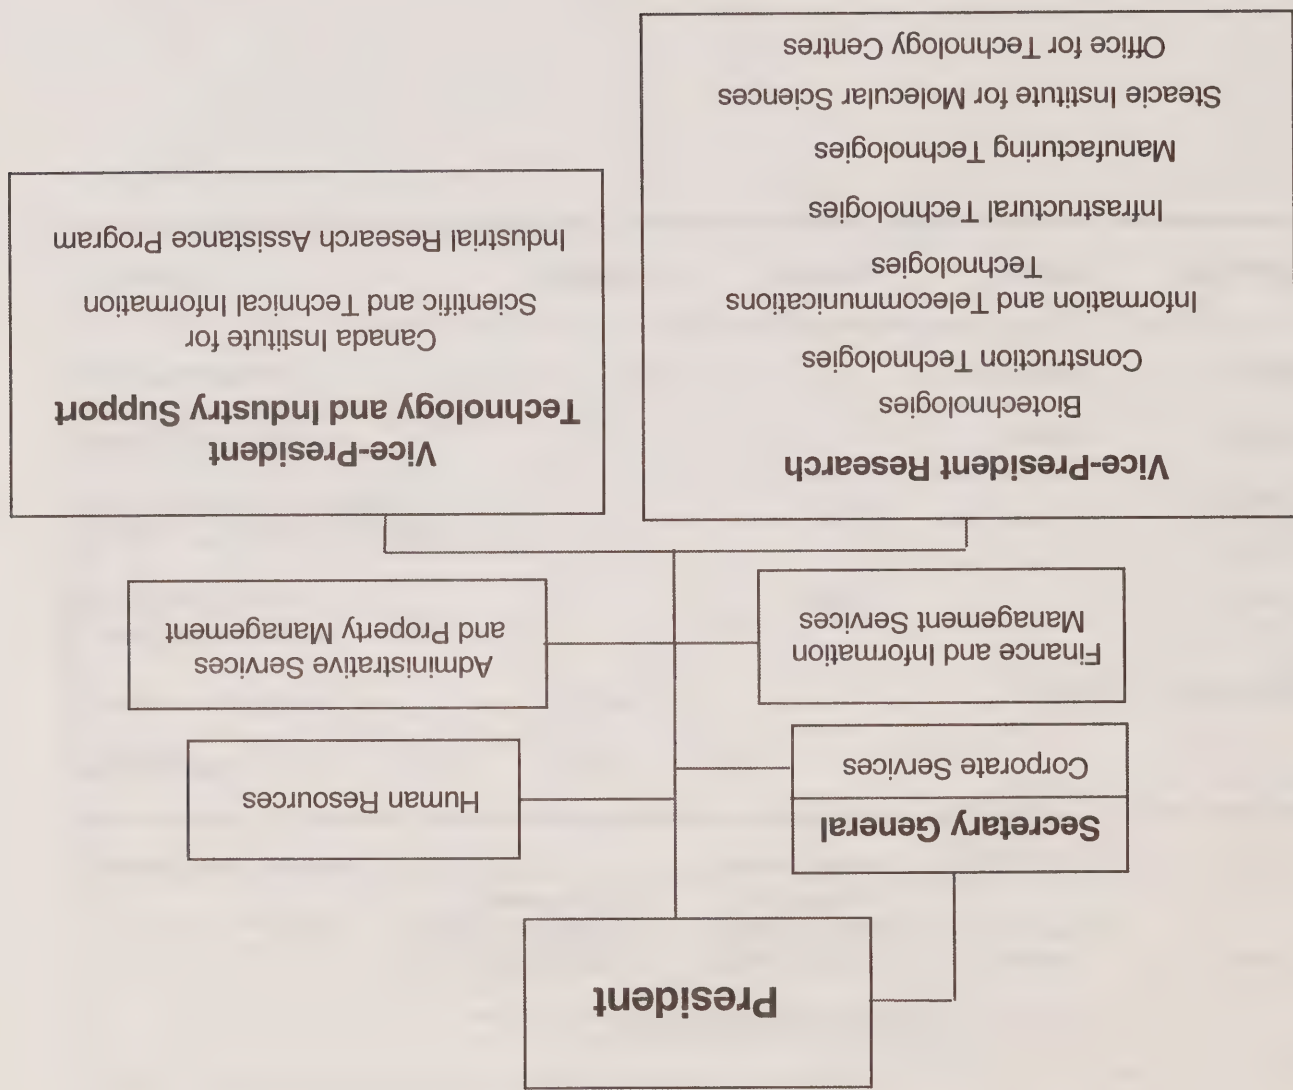 President
Secretary General
Corporate Services
Human Resources
Finance and Information
Management Services
Administrative Services
and Property Management
Vice-President Research
Biotechnologies
Construction Technologies
Information and Telecommunications
Technologies
Infrastructural Technologies
Manufacturing Technologies
Steacie Institute for Molecular Sciences
Office for Technology Centres
Vice-President
Technology and Industry Support
Canada Institute for
Scientific and Technical Information
Industrial Research Assistance Program